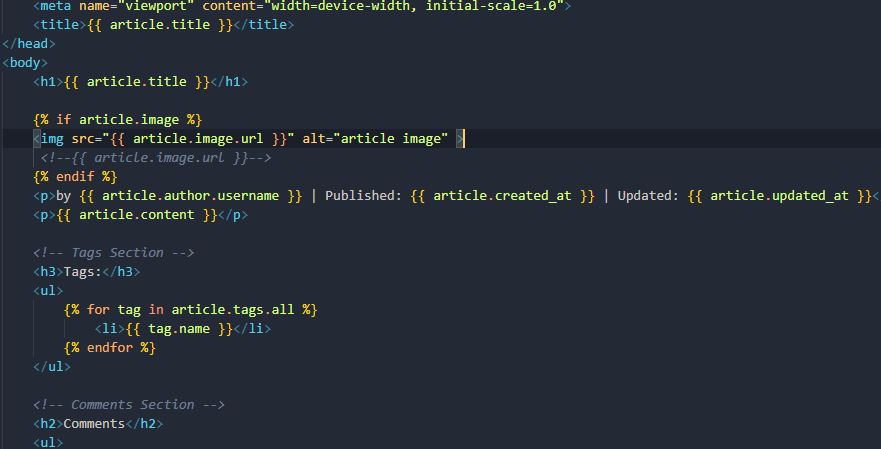 <meta name="viewport" content="width=device-width, initial-scale=1.0">
<title>{{ article.title }}</title>
</head>
<body>
<h1>{{ article.title }}</h1>
{% if article.image %}
<img src="{{ article.image.url }}" alt="article image" >
<!--{{ article.image.url }}-->
{% endif %}
<p>by {{ article.author.username }} | Published: {{ article.created_at }} | Updated: {{ article.updated_at }}<
<p>{{ article.content }}</p>
<!-- Tags Section -->
<h3>Tags:</h3>
<ul>
{% for tag in article.tags.all %}
<li>{{ tag.name }}</li>
{% endfor %}
</ul>
<!-- Comments Section -->
<h2>Comments</h2>
<ul>